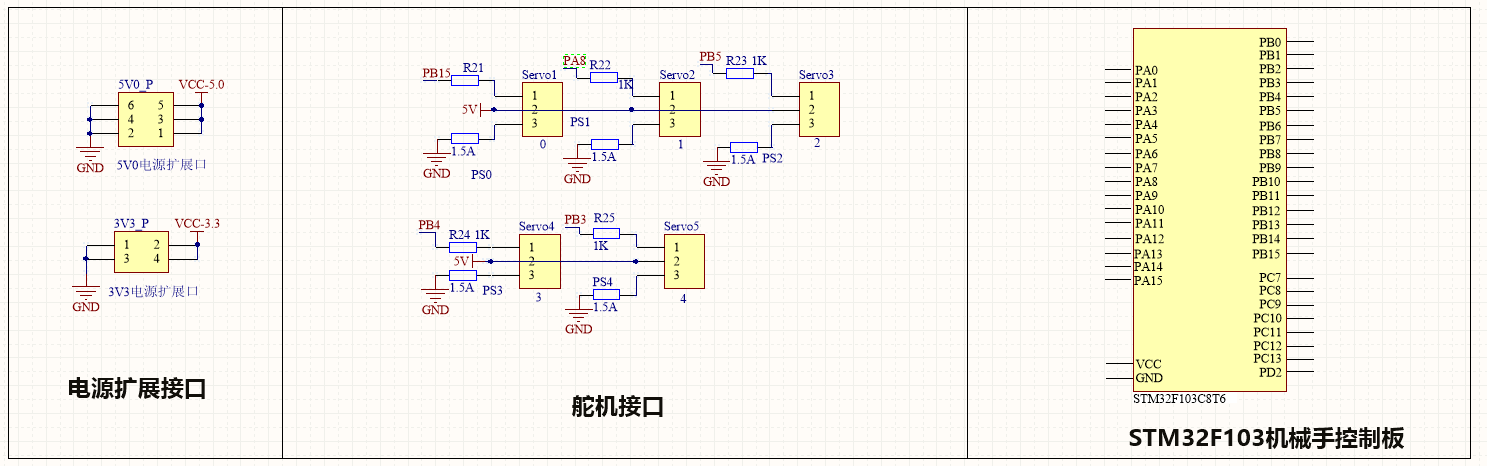 5V0_P
VCC-5.0
6 5
4 3
2 1
GND
5V0电源扩展口
3V3_P
VCC-3.3
1 2
3 4
GND
3V3电源扩展口
电源扩展接口
PB15
R21
Servo1
1
2
3
5V
0
1.5A
GND
PS0
PA8
R22
1K
Servo2
1
2
3
PS1
1
1.5A
GND
PB5
R23 1K
Servo3
1
2
3
2
1.5A
PS2
GND
PB4
R24 1K
Servo4
1
2
3
5V
1.5A
PS3
3
GND
PB3
R25
1K
Servo5
1
2
3
PS4
1.5A
4
GND
舵机接口
PA0
PA1
PA2
PA3
PA4
PA5
PA6
PA7
PA8
PA9
PA10
PA11
PA12
PA13
PA14
PA15
VCC
GND
PB0
PB1
PB2
PB3
PB4
PB5
PB6
PB7
PB8
PB9
PB10
PB11
PB12
PB13
PB14
PB15
PC7
PC8
PC9
PC10
PC11
PC12
PC13
PD2
STM32F103C8T6
STM32F103机械手控制板